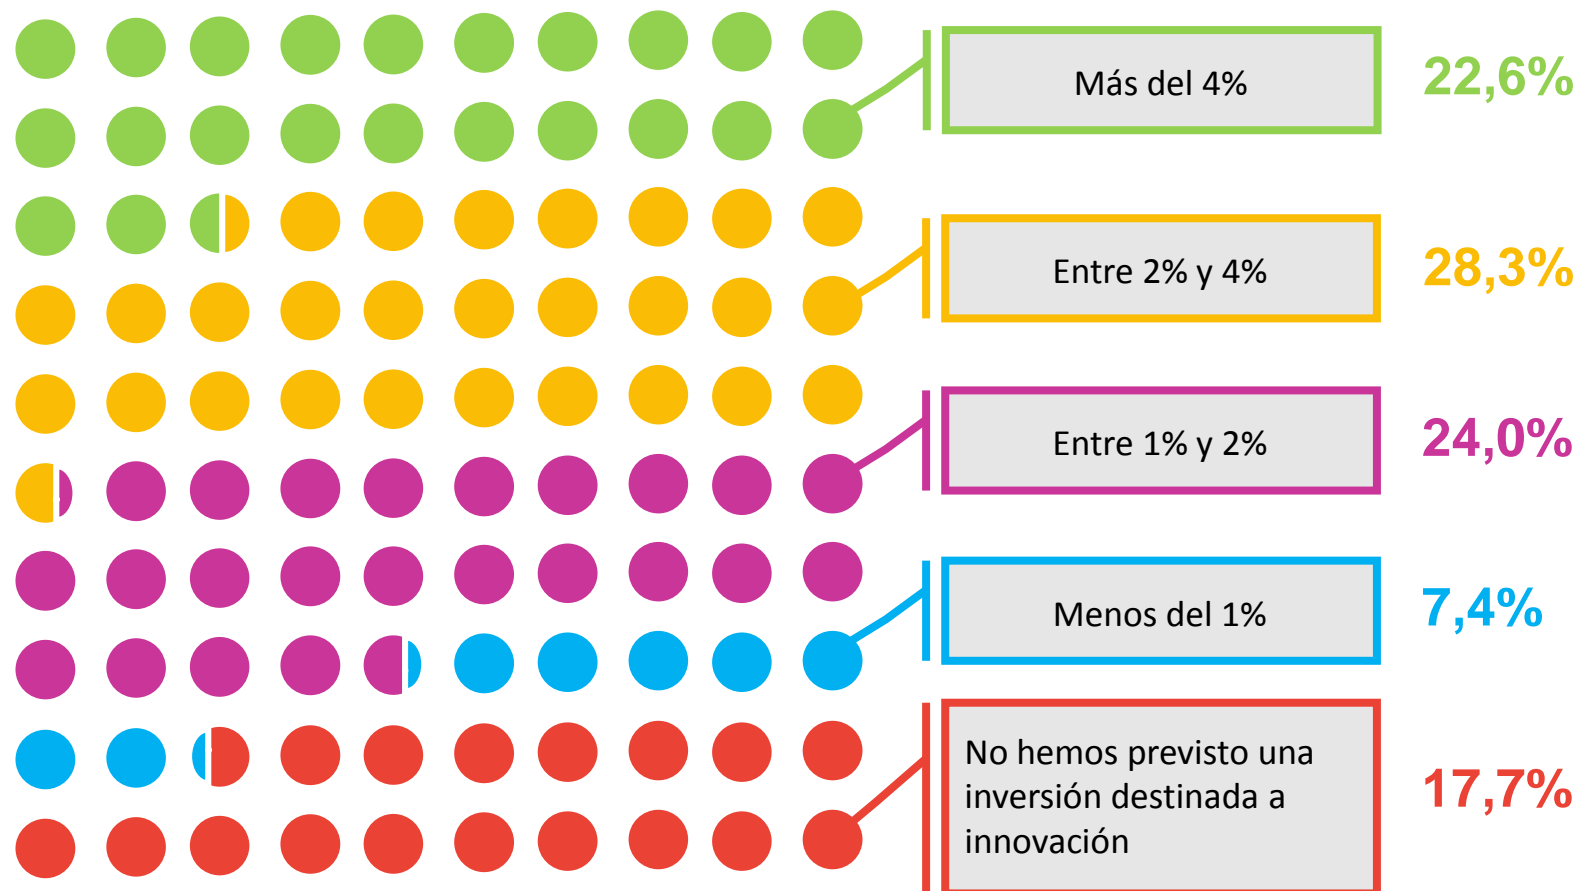 Más del 4%
22,6%
Entre 2% y 4%
28,3%
Entre 1% y 2%
24,0%
Menos del 1%
7,4%
No hemos previsto una
inversión destinada a
innovación
17,7%